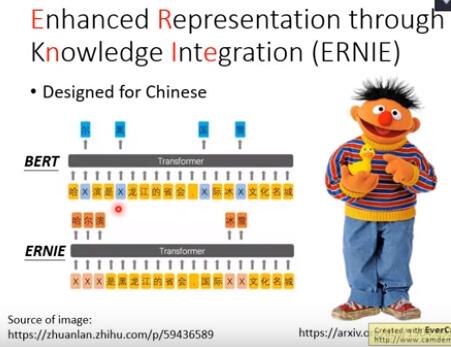 Enhanced Representation through
Knowledge Integration (ERNIE)
• Designed for Chinese
尔 黑 国 雪
BERT
Transformer
哈 X 滨 是 X 龙 江 的 省 会 , X 际 冰 X 文 化 名 城
哈 尔 滨 冰 雪
ERNIE
Transformer
X X X 是 黑 龙 江 的 省 会 , 国 际 X X 文 化 名 城
Source of image:
https://zhuanlan.zhihu.com/p/59436589
https://arxiv.o
Created with EverC
http://www.camdem